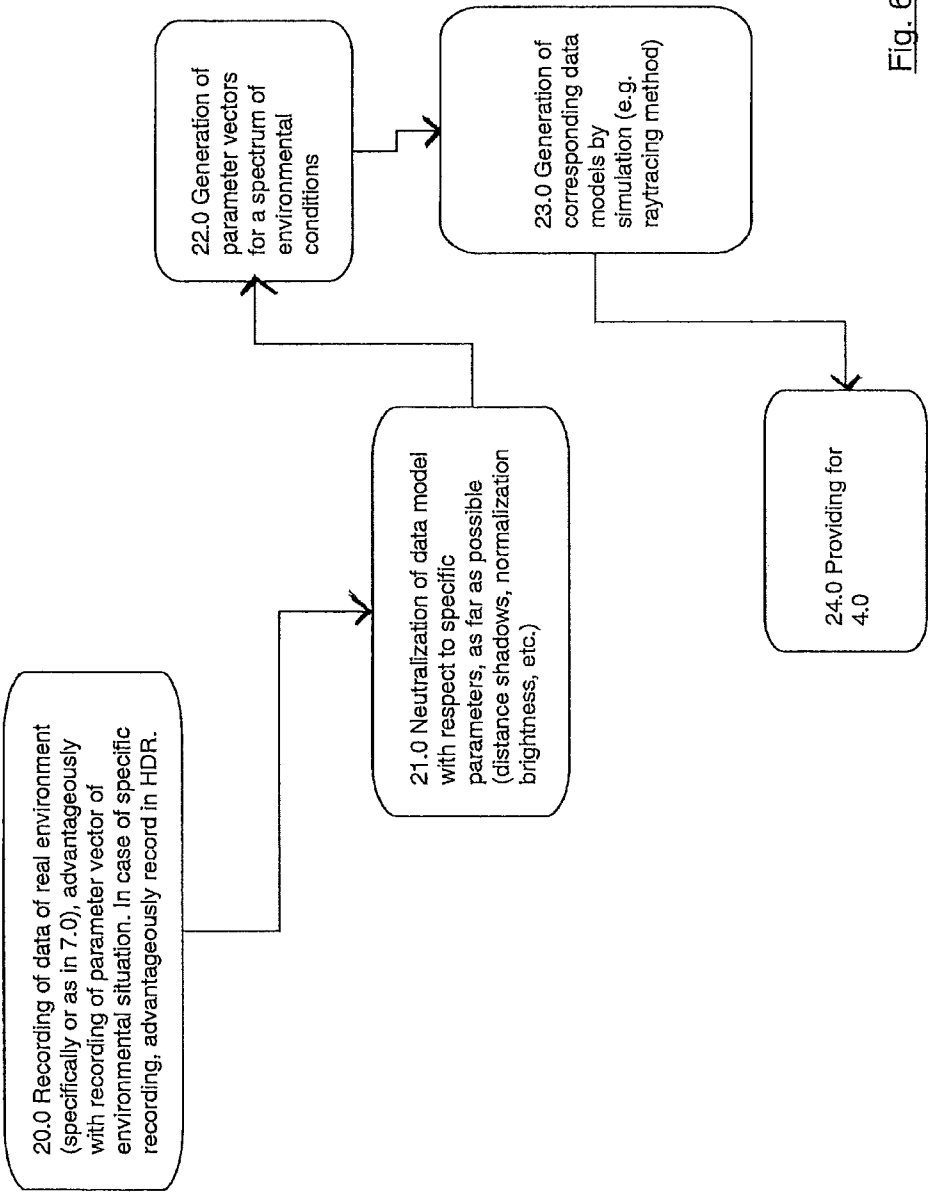 20.0 Recording of data of real environment
(specifically or as in 7.0), advantageously
with recording of parameter vector of
environmental situation. In case of specific
recording, advantageously record in HDR.
21.0 Neutralization of data model
with respect to specific
parameters, as far as possible
(distance shadows, normalization
brightness, etc.)
22.0 Generation of
parameter vectors
for a spectrum of
environmental
conditions
23.0 Generation of
corresponding data
models by
simulation (e.g.
raytracing method)
24.0 Providing for
4.0
Fig. 6